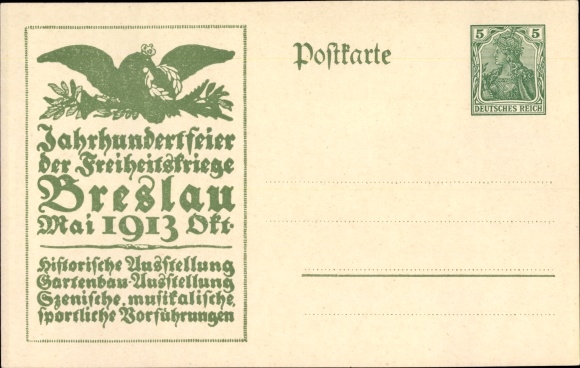 Jahrhundertfeier
der Freiheitskriege
Breslau
Mai 1913 Okt.
Historische Ausstellung
Gartenbau-Ausstellung
Szenische, musikalische,
sportliche Vorführungen
Postkarte
5 5
DEUTSCHES REICH